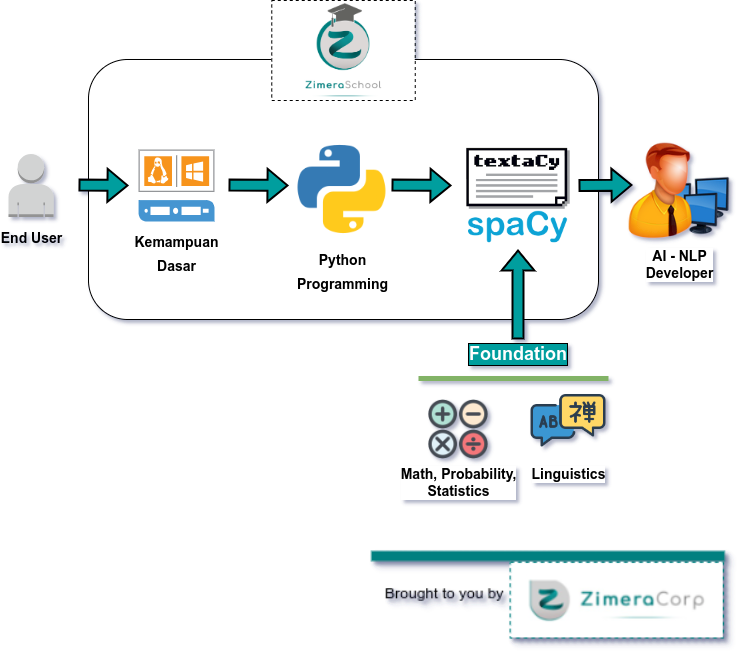 Z
ZimeraSchool
textaCy
spaCy
End User
Kemampuan
Dasar
Python
Programming
AI - NLP
Developer
Foundation
AB
禅
Math, Probability,
Statistics
Linguistics
Brought to you by
Z
ZimeraCorp